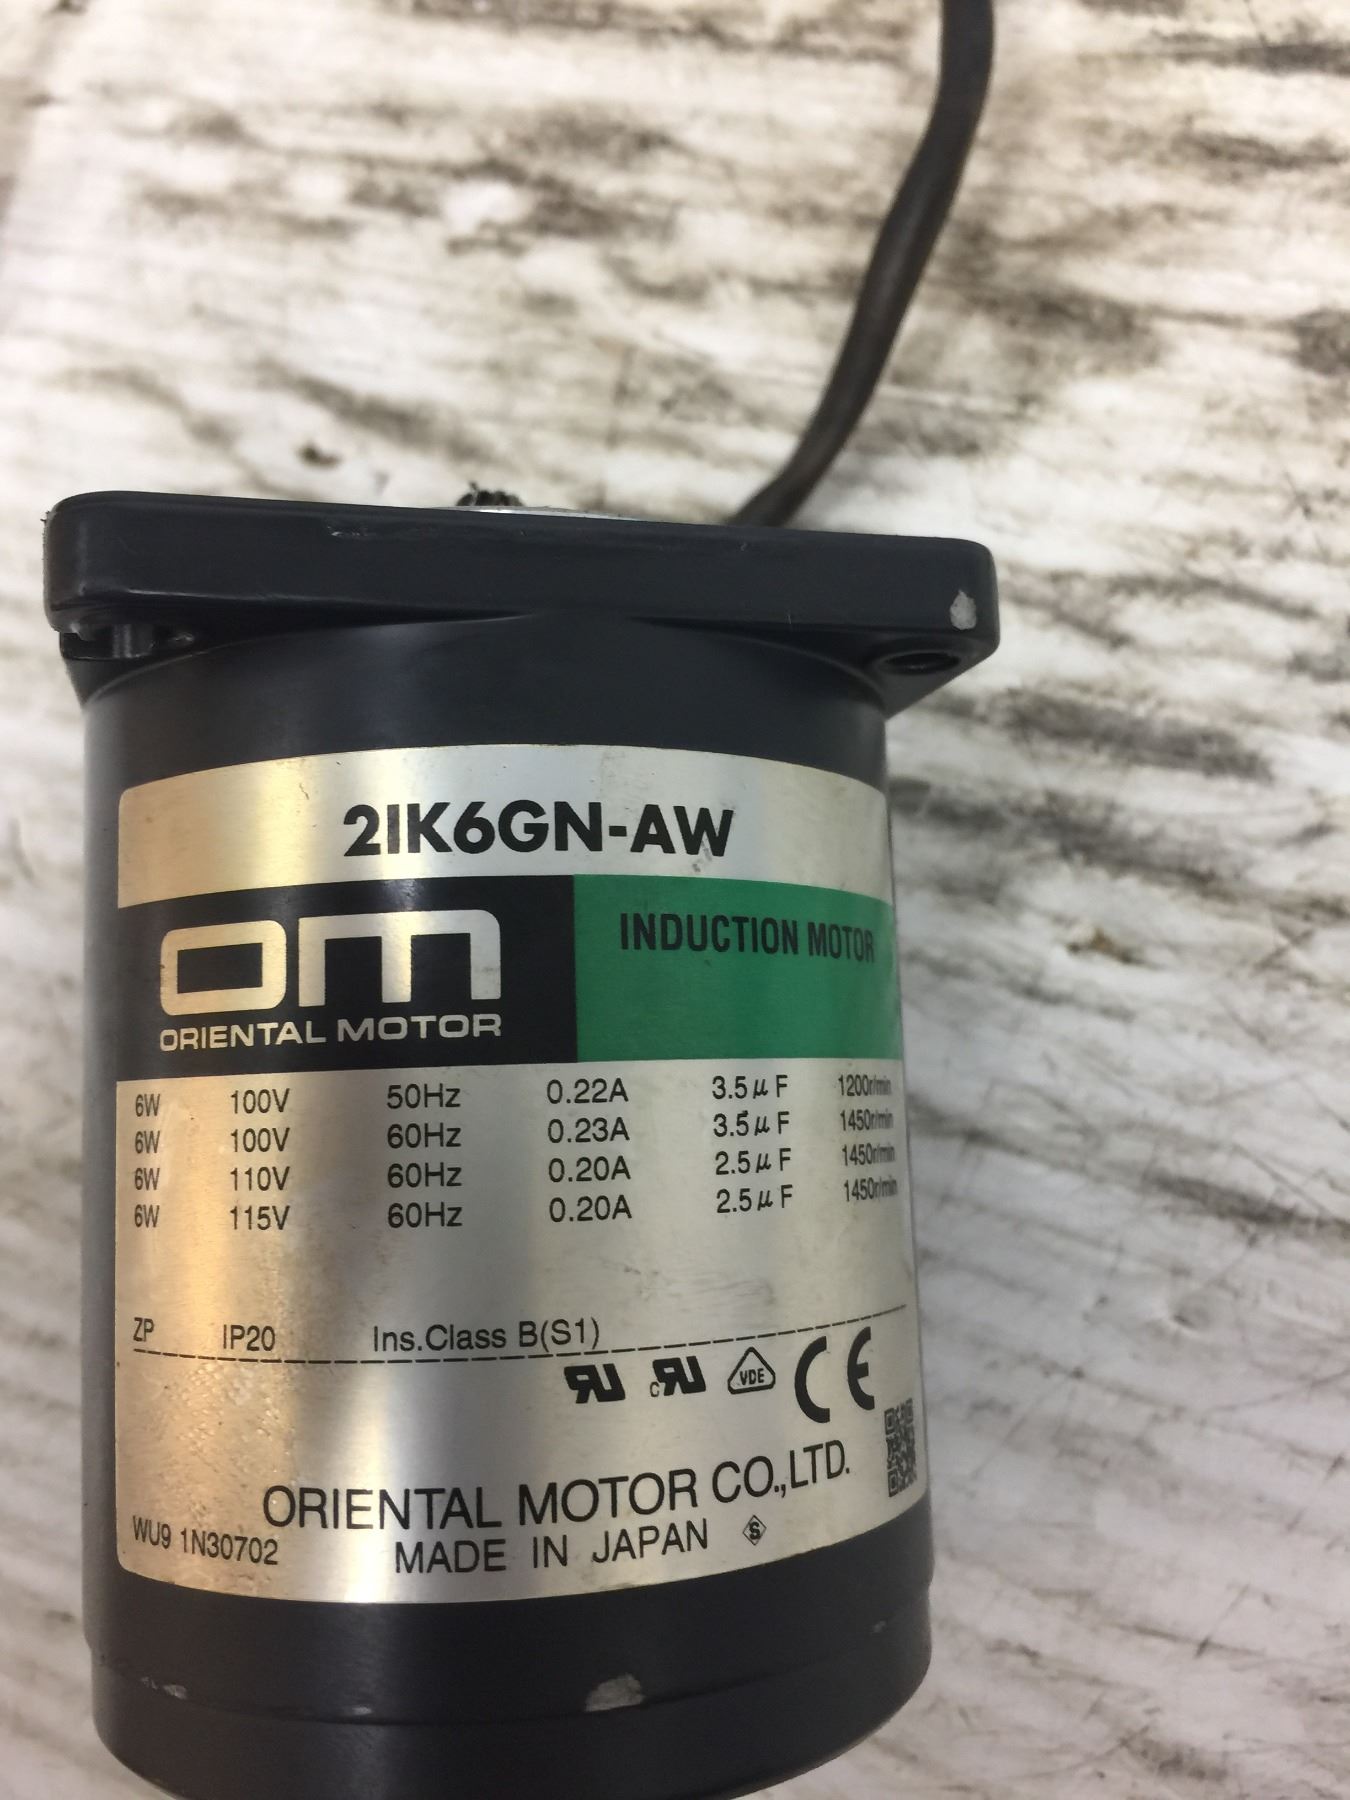 2IK6GN-AW
OM
ORIENTAL MOTOR
INDUCTION MOTOR
6W 100V 50Hz 0.22A 3.5μF 1200r/min
6W 100V 60Hz 0.23A 3.5μF 1450r/min
6W 110V 60Hz 0.20A 2.5μF 1450r/min
6W 115V 60Hz 0.20A 2.5μF 1450r/min
ZP IP20 Ins.Class B(S1)
RU c RU VDE CE
ORIENTAL MOTOR CO.,LTD.
WU9 1N30702 MADE IN JAPAN S